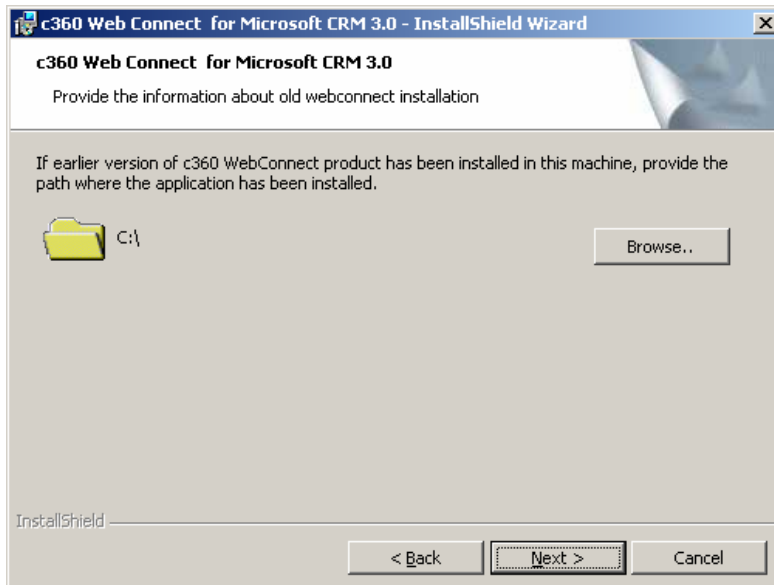 c360 Web Connect for Microsoft CRM 3.0 - InstallShield Wizard
c360 Web Connect for Microsoft CRM 3.0
Provide the information about old webconnect installation
If earlier version of c360 WebConnect product has been installed in this machine, provide the
path where the application has been installed.
C:\
Browse..
InstallShield
< Back
Next >
Cancel